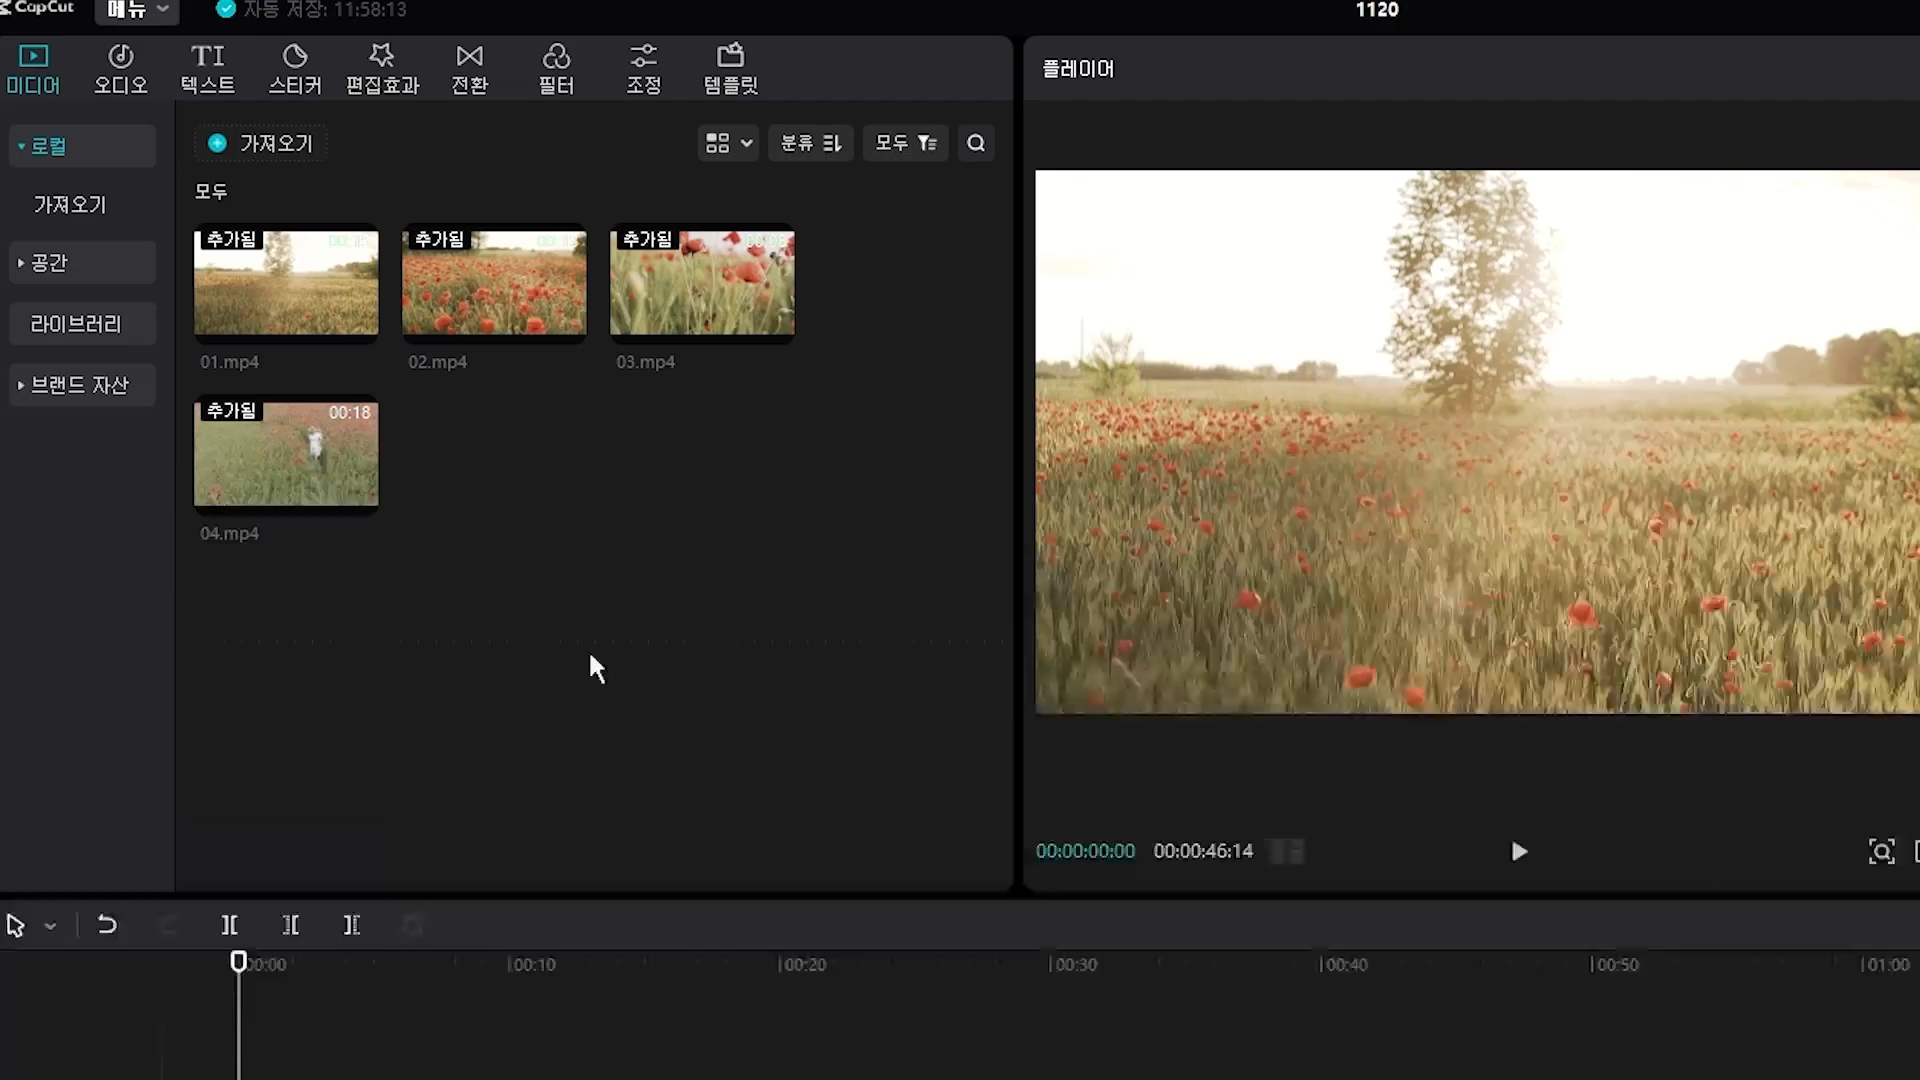 CapCut
메뉴
자동 저장: 11:58:13
1120
미디어
오디오
텍스트
스티커
편집효과
전환
필터
조정
템플릿
플레이어
로컬
가져오기
공간
라이브러리
브랜드 자산
가져오기
분류
모두
모두
추가됨
추가됨
추가됨
01.mp4
02.mp4
03.mp4
추가됨 00:18
04.mp4
00:00:00:00 00:00:46:14
00:00 00:10 00:20 00:30 00:40 00:50 01:00